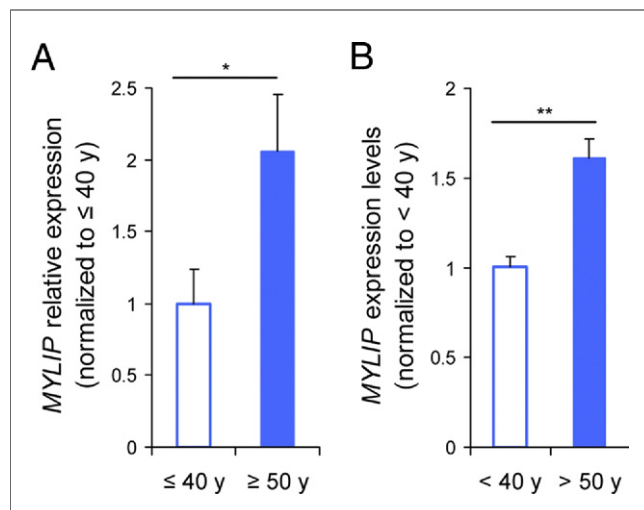 A
MYLIP relative expression
(normalized to ≤ 40 y)
*
2.5
2
1.5
1
0.5
0
≤ 40 y ≥ 50 y
B
MYLIP expression levels
(normalized to < 40 y)
**
2
1.5
1
0.5
0
< 40 y > 50 y